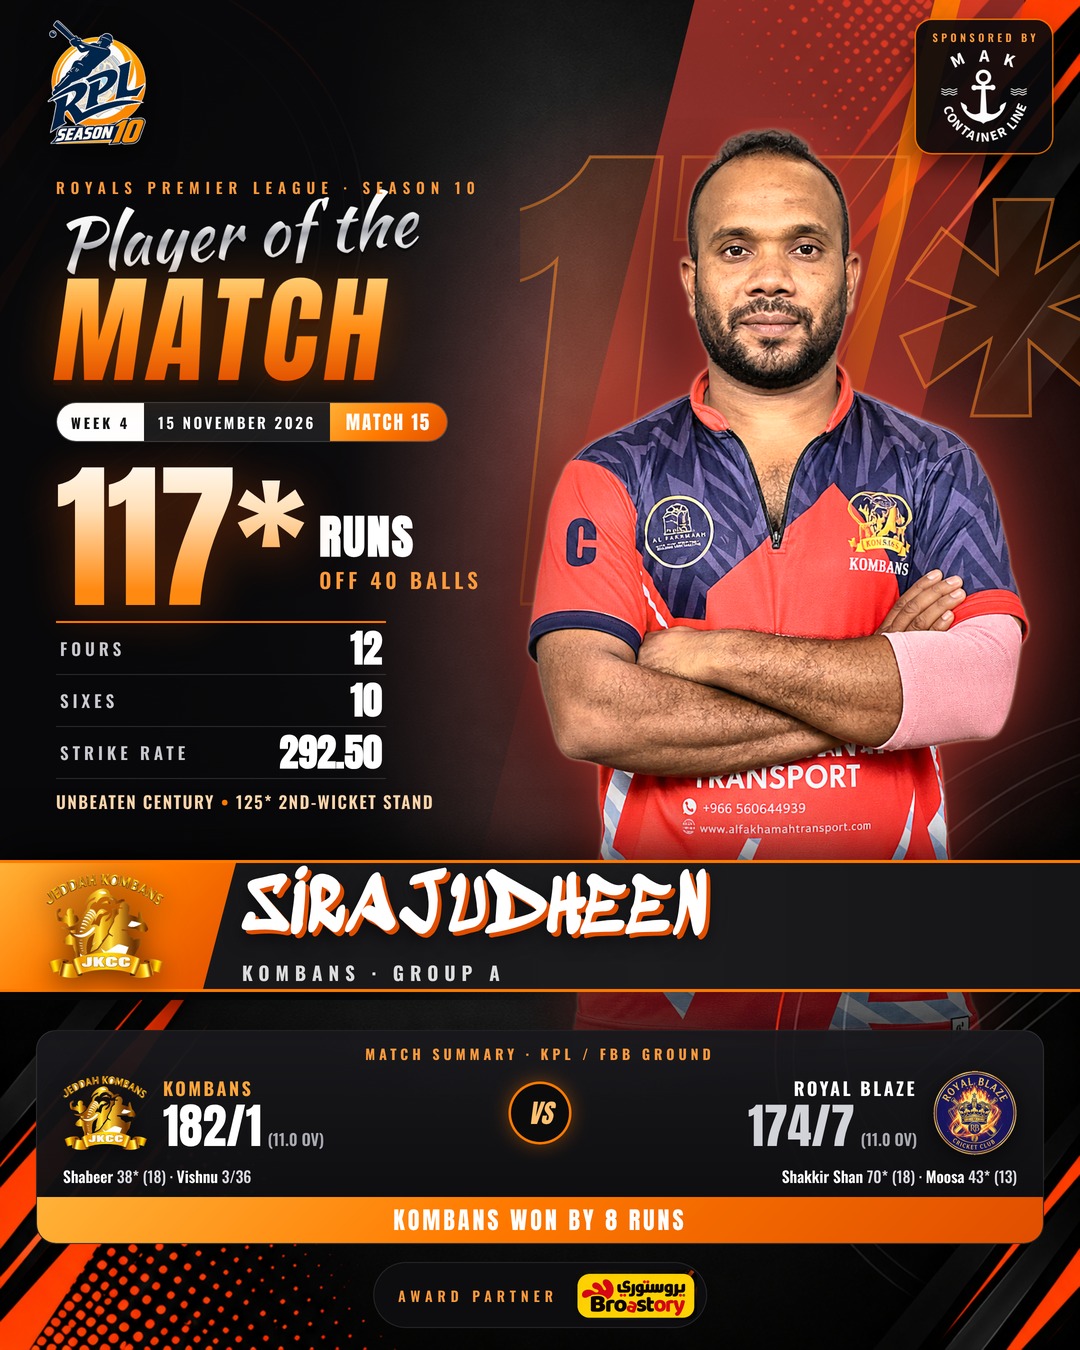 RPL
SEASON 10
SPONSORED BY
MAK
CONTAINER LINE
ROYALS PREMIER LEAGUE · SEASON 10
Player of the
MATCH
WEEK 4
15 NOVEMBER 2026
MATCH 15
17*
117*
RUNS
OFF 40 BALLS
FOURS 12
SIXES 10
STRIKE RATE 292.50
UNBEATEN CENTURY • 125* 2ND-WICKET STAND
C
AL FAKHMAAH
KOMBANS
TRANSPORT
+966 560644939
www.alfakhamahtransport.com
JEDDAH KOMBANS
JKCC
SIRAJUDHEEN
KOMBANS · GROUP A
MATCH SUMMARY · KPL / FBB GROUND
JEDDAH KOMBANS
JKCC
KOMBANS
182/1 (11.0 OV)
VS
ROYAL BLAZE
174/7 (11.0 OV)
ROYAL BLAZE
RB
CRICKET CLUB
Shabeer 38* (18) · Vishnu 3/36
Shakkir Shan 70* (18) · Moosa 43* (13)
KOMBANS WON BY 8 RUNS
AWARD PARTNER
بروستوري
Broastory